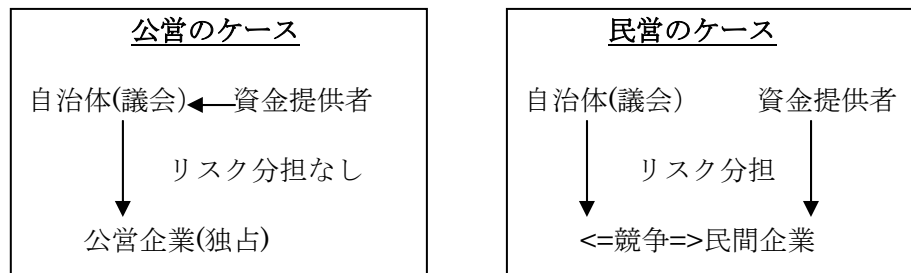 公営のケース
自治体(議会) 資金提供者
リスク分担なし
公営企業(独占)
民営のケース
自治体(議会） 資金提供者
リスク分担
<=競争=>民間企業